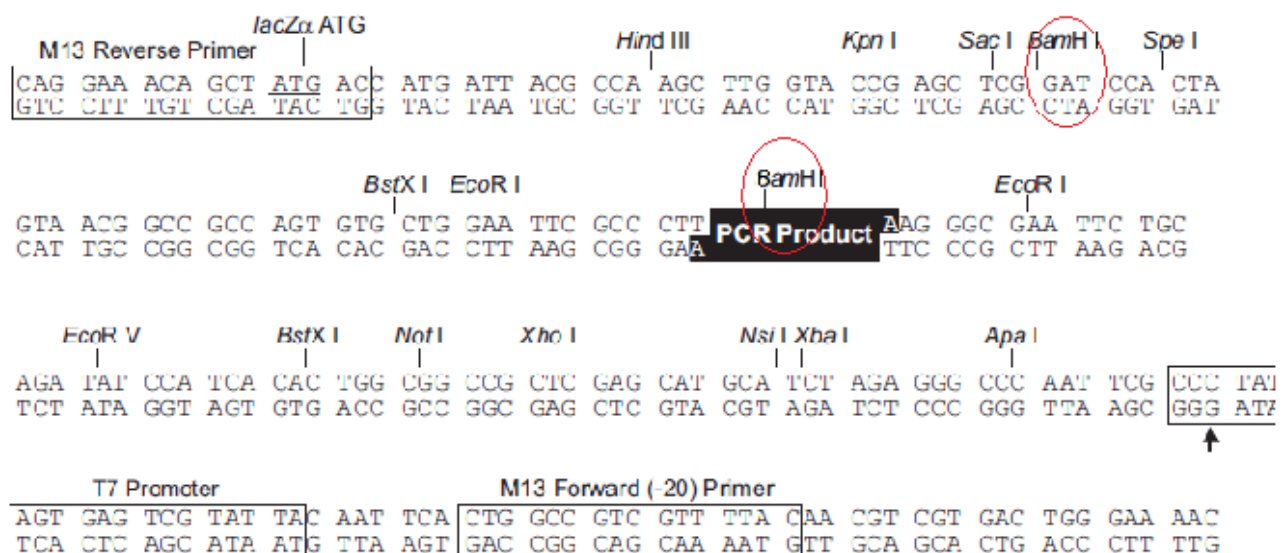 lacZα ATG
M13 Reverse Primer Hind III Kpn I Sac I BamH I Spe I
CAG GAA ACA GCT ATG ACC ATG ATT ACG CCA AGC TTG GTA CCG AGC TCG GAT CCA CTA
GTC CTT TGT CGA TAC TGG TAC TAA TGC GGT TCG AAC CAT GGC TCG AGC CTA GGT GAT
BstX I EcoR I BamH I EcoR I
GTA ACG GCC GCC AGT GTG CTG GAA TTC GCC CTT PCR Product AAG GGC GAA TTC TGC
CAT TGC CGG CGG TCA CAC GAC CTT AAG CGG GAA TTC CCG CTT AAG ACG
EcoR V BstX I Not I Xho I Nsi I Xba I Apa I
AGA TAT CCA TCA CAC TGG CGG CCG CTC GAG CAT GCA TCT AGA GGG CCC AAT TCG CCC TAT
TCT ATA GGT AGT GTG ACC GCC GGC GAG CTC GTA CGT AGA TCT CCC GGG TTA AGC GGG ATA
T7 Promoter M13 Forward (-20) Primer
AGT GAG TCG TAT TAC AAT TCA CTG GCC GTC GTT TTA CAA CGT CGT GAC TGG GAA AAC
TCA CTC AGC ATA ATG TTA AGT GAC CGG CAG CAA AAT GTT GCA GCA CTG ACC CTT TTG